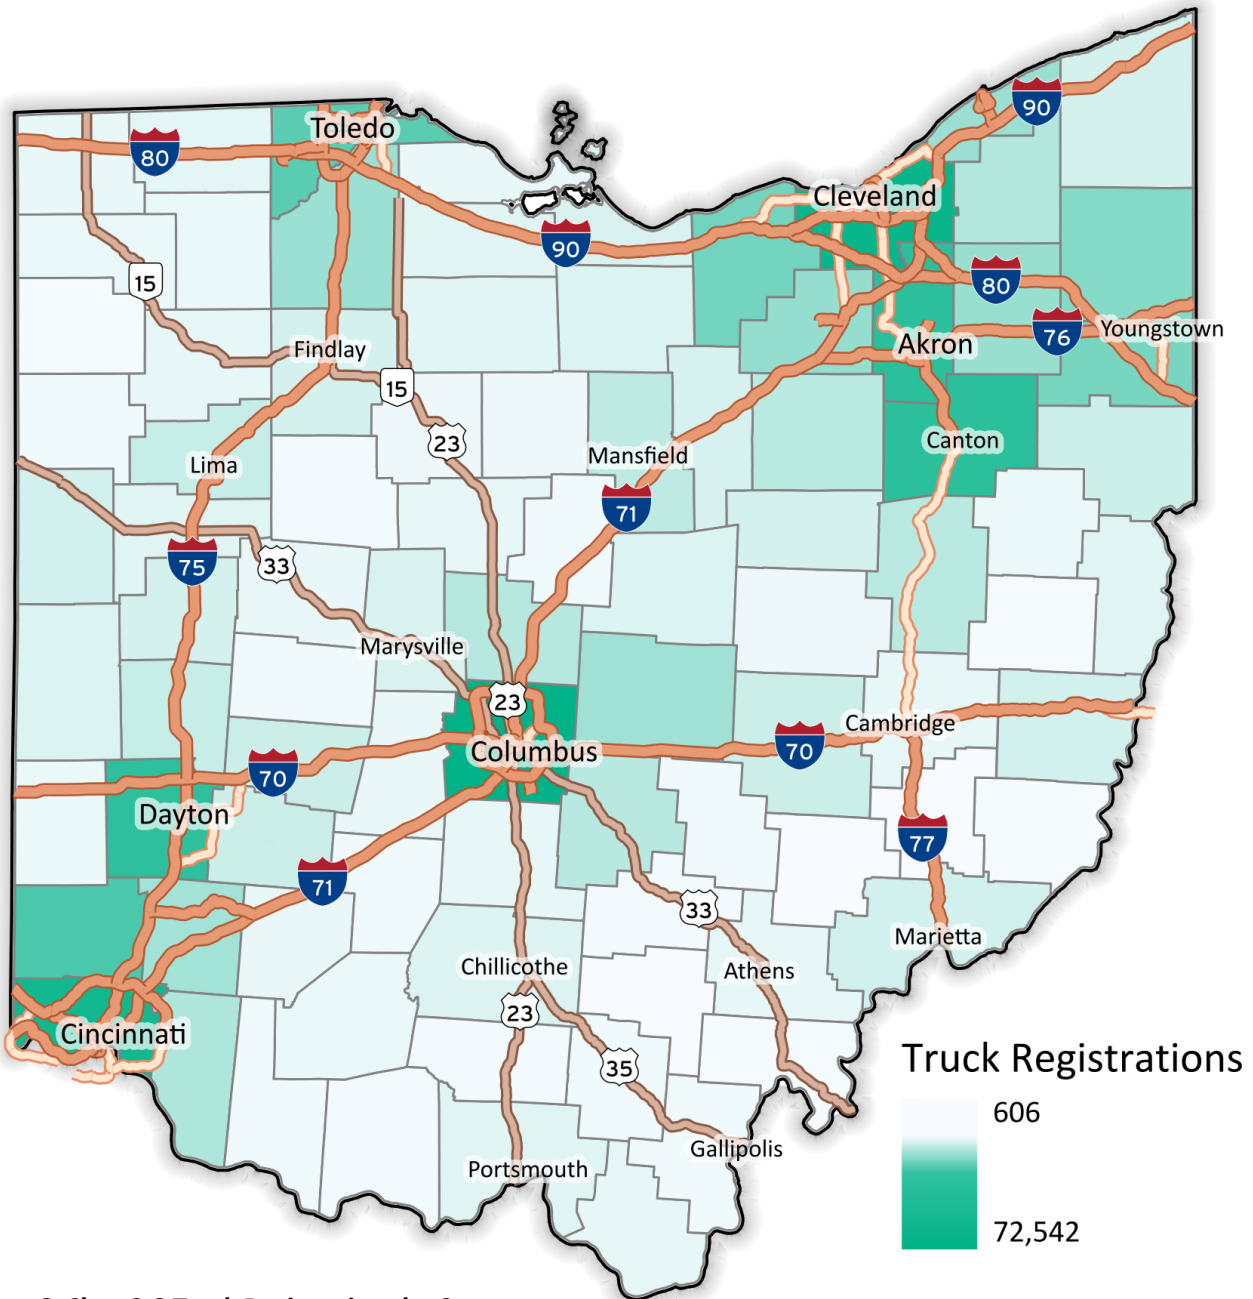 90
Toledo
80
Cleveland
90
80
15
76
Youngstown
Akron
Findlay
15
23
Canton
Mansfield
Lima
71
75
33
Marysville
23
Cambridge
Columbus
70
70
Dayton
77
71
33
Marietta
Chillicothe
Athens
23
Cincinnati
35
Truck Registrations
606
Gallipolis
Portsmouth
72,542